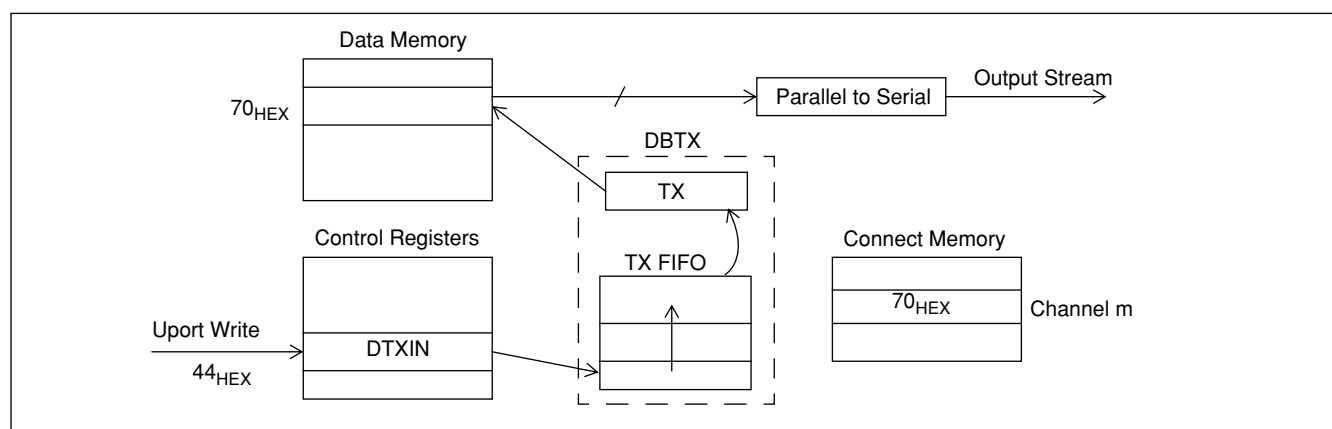 Data Memory
70HEX
Parallel to Serial
Output Stream
DBTX
TX
Control Registers
TX FIFO
Connect Memory
70HEX
Channel m
Uport Write
DTXIN
44HEX